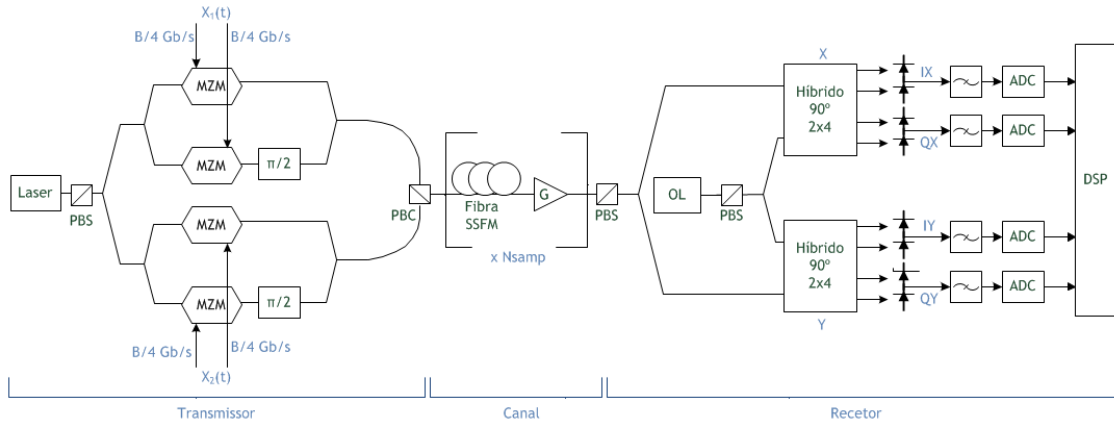 X₁(t)
B/4 Gb/s
B/4 Gb/s
MZM
MZM
π/2
Laser
PBS
MZM
MZM
π/2
B/4 Gb/s
B/4 Gb/s
X₂(t)
Transmissor
PBC
Fibra
SSFM
G
x Nsamp
Canal
PBS
OL
PBS
X
Híbrido
90º
2x4
Híbrido
90º
2x4
Y
IX
ADC
QX
ADC
IY
ADC
QY
ADC
DSP
Recetor